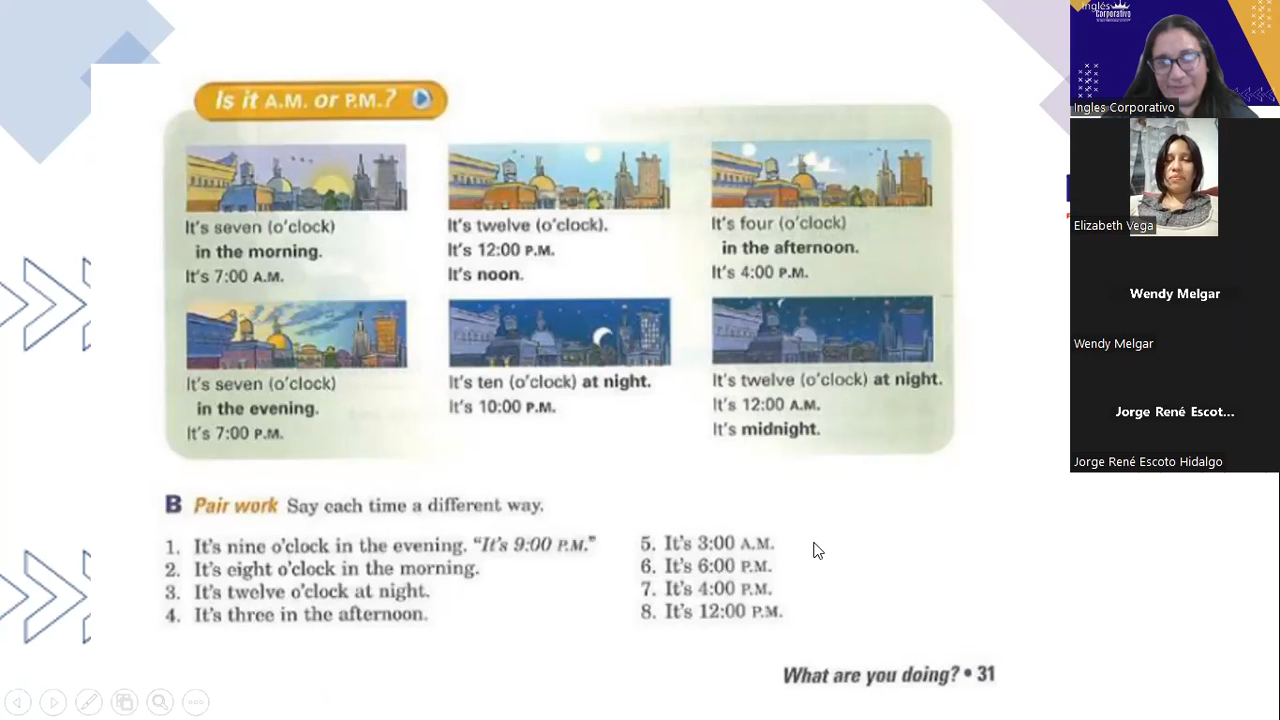 Is it A.M. or P.M.?
It's seven (o'clock)
in the morning.
It's 7:00 A.M.
It's twelve (o'clock).
It's 12:00 P.M.
It's noon.
It's four (o'clock)
in the afternoon.
It's 4:00 P.M.
It's seven (o'clock)
in the evening.
It's 7:00 P.M.
It's ten (o'clock) at night.
It's 10:00 P.M.
It's twelve (o'clock) at night.
It's 12:00 A.M.
It's midnight.
B Pair work Say each time a different way.
1. It's nine o'clock in the evening. "It's 9:00 P.M."
2. It's eight o'clock in the morning.
3. It's twelve o'clock at night.
4. It's three in the afternoon.
5. It's 3:00 A.M.
6. It's 6:00 P.M.
7. It's 4:00 P.M.
8. It's 12:00 P.M.
What are you doing? • 31
Inglés
Corporativo
Ingles Corporativo
Elizabeth Vega
Wendy Melgar
Wendy Melgar
Jorge René Escot...
Jorge René Escoto Hidalgo